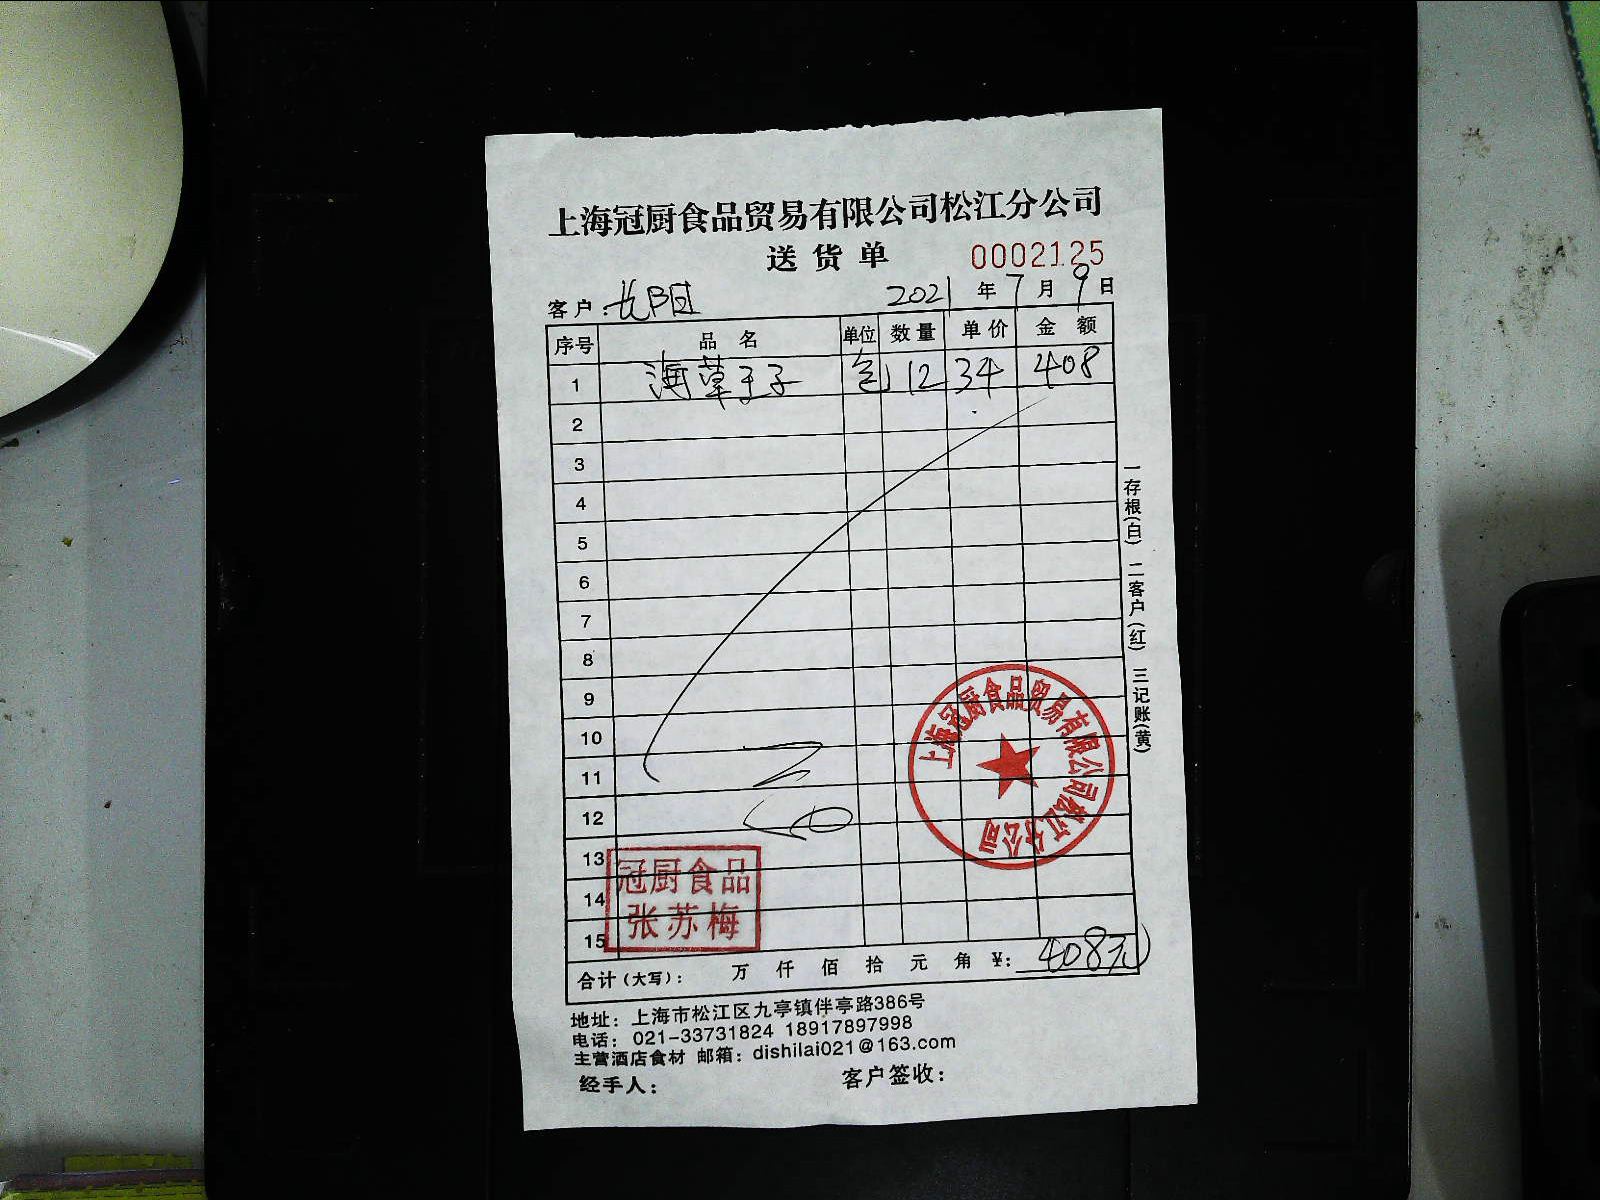 上海冠厨食品贸易有限公司松江分公司
送货单 0002125
客户: 2021年7月9日
序号 品名 单位 数量 单价 金额
1 海草王子 包 12 34 408
2
3
4
5
6
7
8
9
10
11
12
13
14
15
合计(大写): 万 仟 佰 拾 元 角 ¥: 408元
一存根(白) 二客户(红) 三记账(黄)
上海冠厨食品贸易有限公司松江分公司
冠厨食品
张苏梅
地址: 上海市松江区九亭镇伴亭路386号
电话: 021-33731824 18917897998
主营酒店食材 邮箱: dishilai021@163.com
经手人: 客户签收: